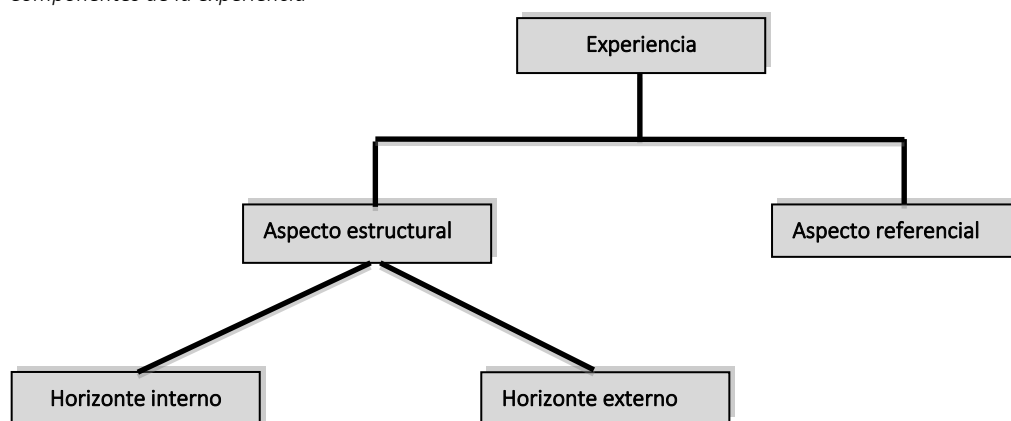 Componentes de la experiencia
Experiencia
Aspecto estructural
Aspecto referencial
Horizonte interno
Horizonte externo